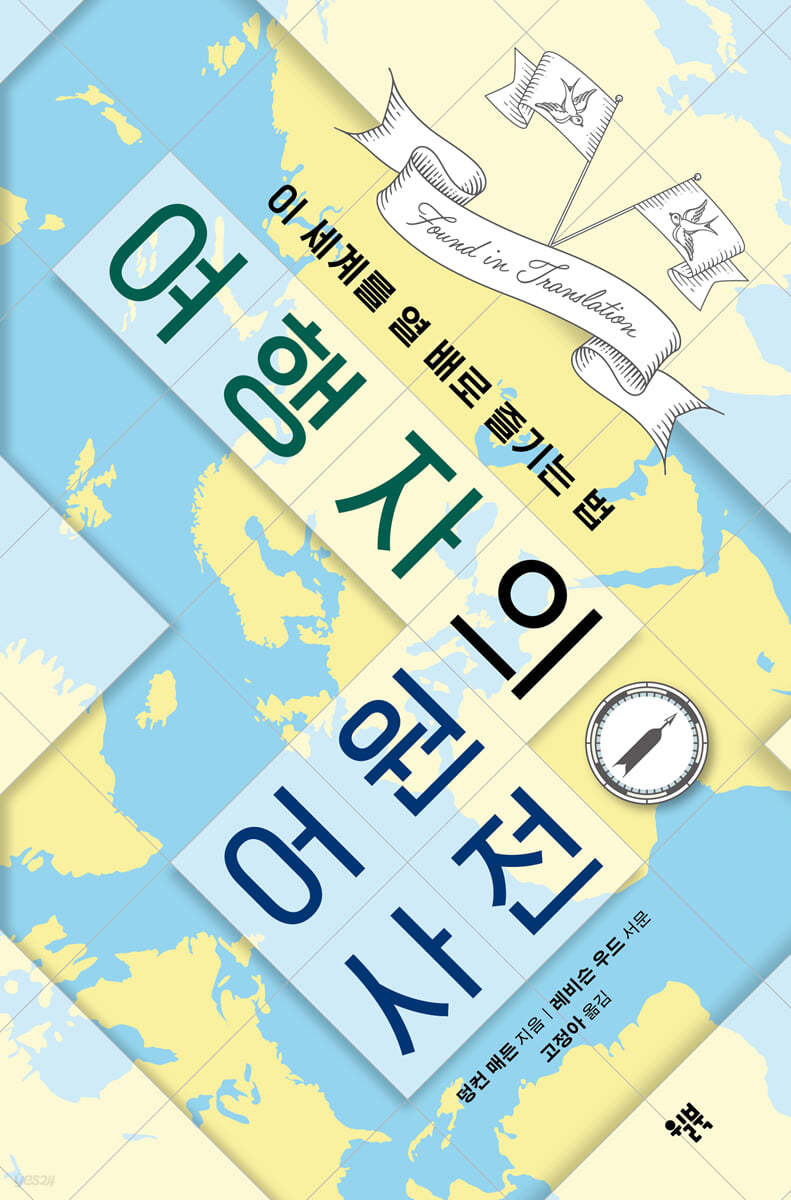 Found in Translation
이 세계를 열 배로 즐기는 법
여행자의
어원
사전
덩컨 매든 지음 | 레비슨 우드 서문
고정아 옮김
윌북
yes24